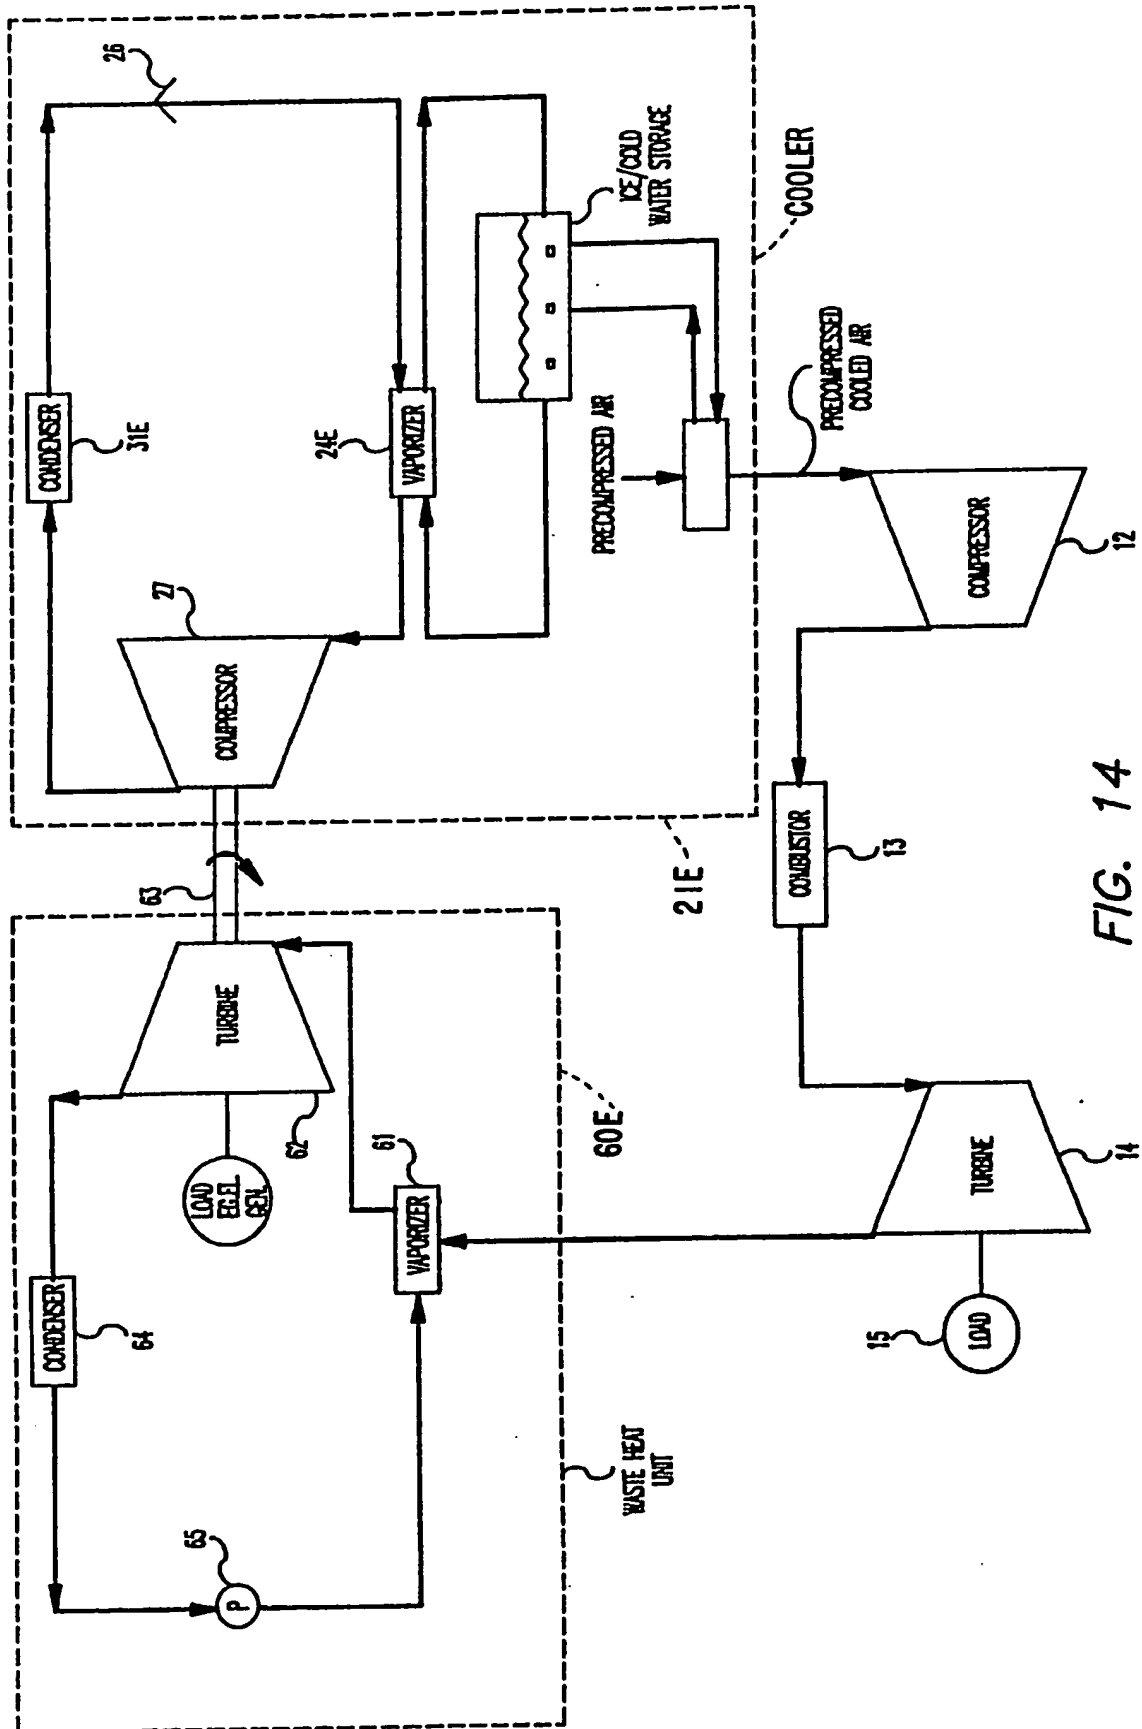 WASTE HEAT
UNIT
60E
CONDENSER
64
P
65
LOAD
EG.EL.
GEN.
TURBINE
62
63
VAPORIZER
61
COOLER
21E
COMPRESSOR
27
CONDENSER
31E
26
VAPORIZER
24E
ICE/COLD
WATER STORAGE
PRECOMPRESSED AIR
PRECOMPRESSED
COOLED AIR
COMPRESSOR
12
COMBUSTOR
13
TURBINE
14
LOAD
15
FIG. 14